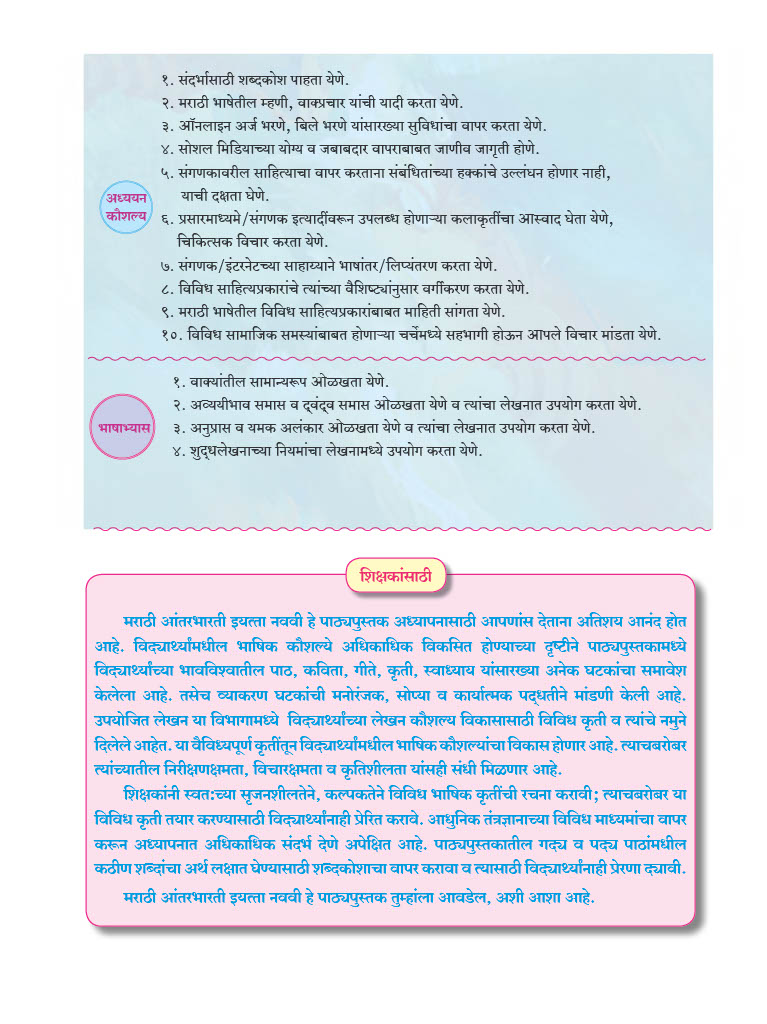 १. संदर्भासाठी शब्दकोश पाहता येणे.
२. मराठी भाषेतील म्हणी, वाक्प्रचार यांची यादी करता येणे.
३. ऑनलाइन अर्ज भरणे, बिले भरणे यांसारख्या सुविधांचा वापर करता येणे.
४. सोशल मिडियाच्या योग्य व जबाबदार वापराबाबत जाणीव जागृती होणे.
५. संगणकावरील साहित्याचा वापर करताना संबंधितांच्या हक्कांचे उल्लंधन होणार नाही,
याची दक्षता घेणे.
अध्ययन
कौशल्य
६. प्रसारमाध्यमे/संगणक इत्यादींवरून उपलब्ध होणाऱ्या कलाकृतींचा आस्वाद घेता येणे,
चिकित्सक विचार करता येणे.
७. संगणक/इंटरनेटच्या साहाय्याने भाषांतर/लिप्यंतरण करता येणे.
८. विविध साहित्यप्रकारांचे त्यांच्या वैशिष्ट्यांनुसार वर्गीकरण करता येणे.
९. मराठी भाषेतील विविध साहित्यप्रकारांबाबत माहिती सांगता येणे.
१०. विविध सामाजिक समस्यांबाबत होणाऱ्या चर्चेमध्ये सहभागी होऊन आपले विचार मांडता येणे.
१. वाक्यांतील सामान्यरूप ओळखता येणे.
२. अव्ययीभाव समास व द्वंद्व समास ओळखता येणे व त्यांचा लेखनात उपयोग करता येणे.
भाषाभ्यास
३. अनुप्रास व यमक अलंकार ओळखता येणे व त्यांचा लेखनात उपयोग करता येणे.
४. शुद्धलेखनाच्या नियमांचा लेखनामध्ये उपयोग करता येणे.
शिक्षकांसाठी
मराठी आंतरभारती इयत्ता नववी हे पाठ्यपुस्तक अध्यापनासाठी आपणांस देताना अतिशय आनंद होत
आहे. विद्यार्थ्यांमधील भाषिक कौशल्ये अधिकाधिक विकसित होण्याच्या दृष्टीने पाठ्यपुस्तकामध्ये
विद्यार्थ्यांच्या भावविश्वातील पाठ, कविता, गीते, कृती, स्वाध्याय यांसारख्या अनेक घटकांचा समावेश
केलेला आहे. तसेच व्याकरण घटकांची मनोरंजक, सोप्या व कार्यात्मक पद्धतीने मांडणी केली आहे.
उपयोजित लेखन या विभागामध्ये विद्यार्थ्यांच्या लेखन कौशल्य विकासासाठी विविध कृती व त्यांचे नमुने
दिलेले आहेत. या वैविध्यपूर्ण कृतींतून विद्यार्थ्यांमधील भाषिक कौशल्यांचा विकास होणार आहे. त्याचबरोबर
त्यांच्यातील निरीक्षणक्षमता, विचारक्षमता व कृतिशीलता यांसही संधी मिळणार आहे.
शिक्षकांनी स्वतःच्या सृजनशीलतेने, कल्पकतेने विविध भाषिक कृतींची रचना करावी; त्याचबरोबर या
विविध कृती तयार करण्यासाठी विद्यार्थ्यांनाही प्रेरित करावे. आधुनिक तंत्रज्ञानाच्या विविध माध्यमांचा वापर
करून अध्यापनात अधिकाधिक संदर्भ देणे अपेक्षित आहे. पाठ्यपुस्तकातील गद्य व पद्य पाठांमधील
कठीण शब्दांचा अर्थ लक्षात घेण्यासाठी शब्दकोशाचा वापर करावा व त्यासाठी विद्यार्थ्यांनाही प्रेरणा द्यावी.
मराठी आंतरभारती इयत्ता नववी हे पाठ्यपुस्तक तुम्हांला आवडेल, अशी आशा आहे.